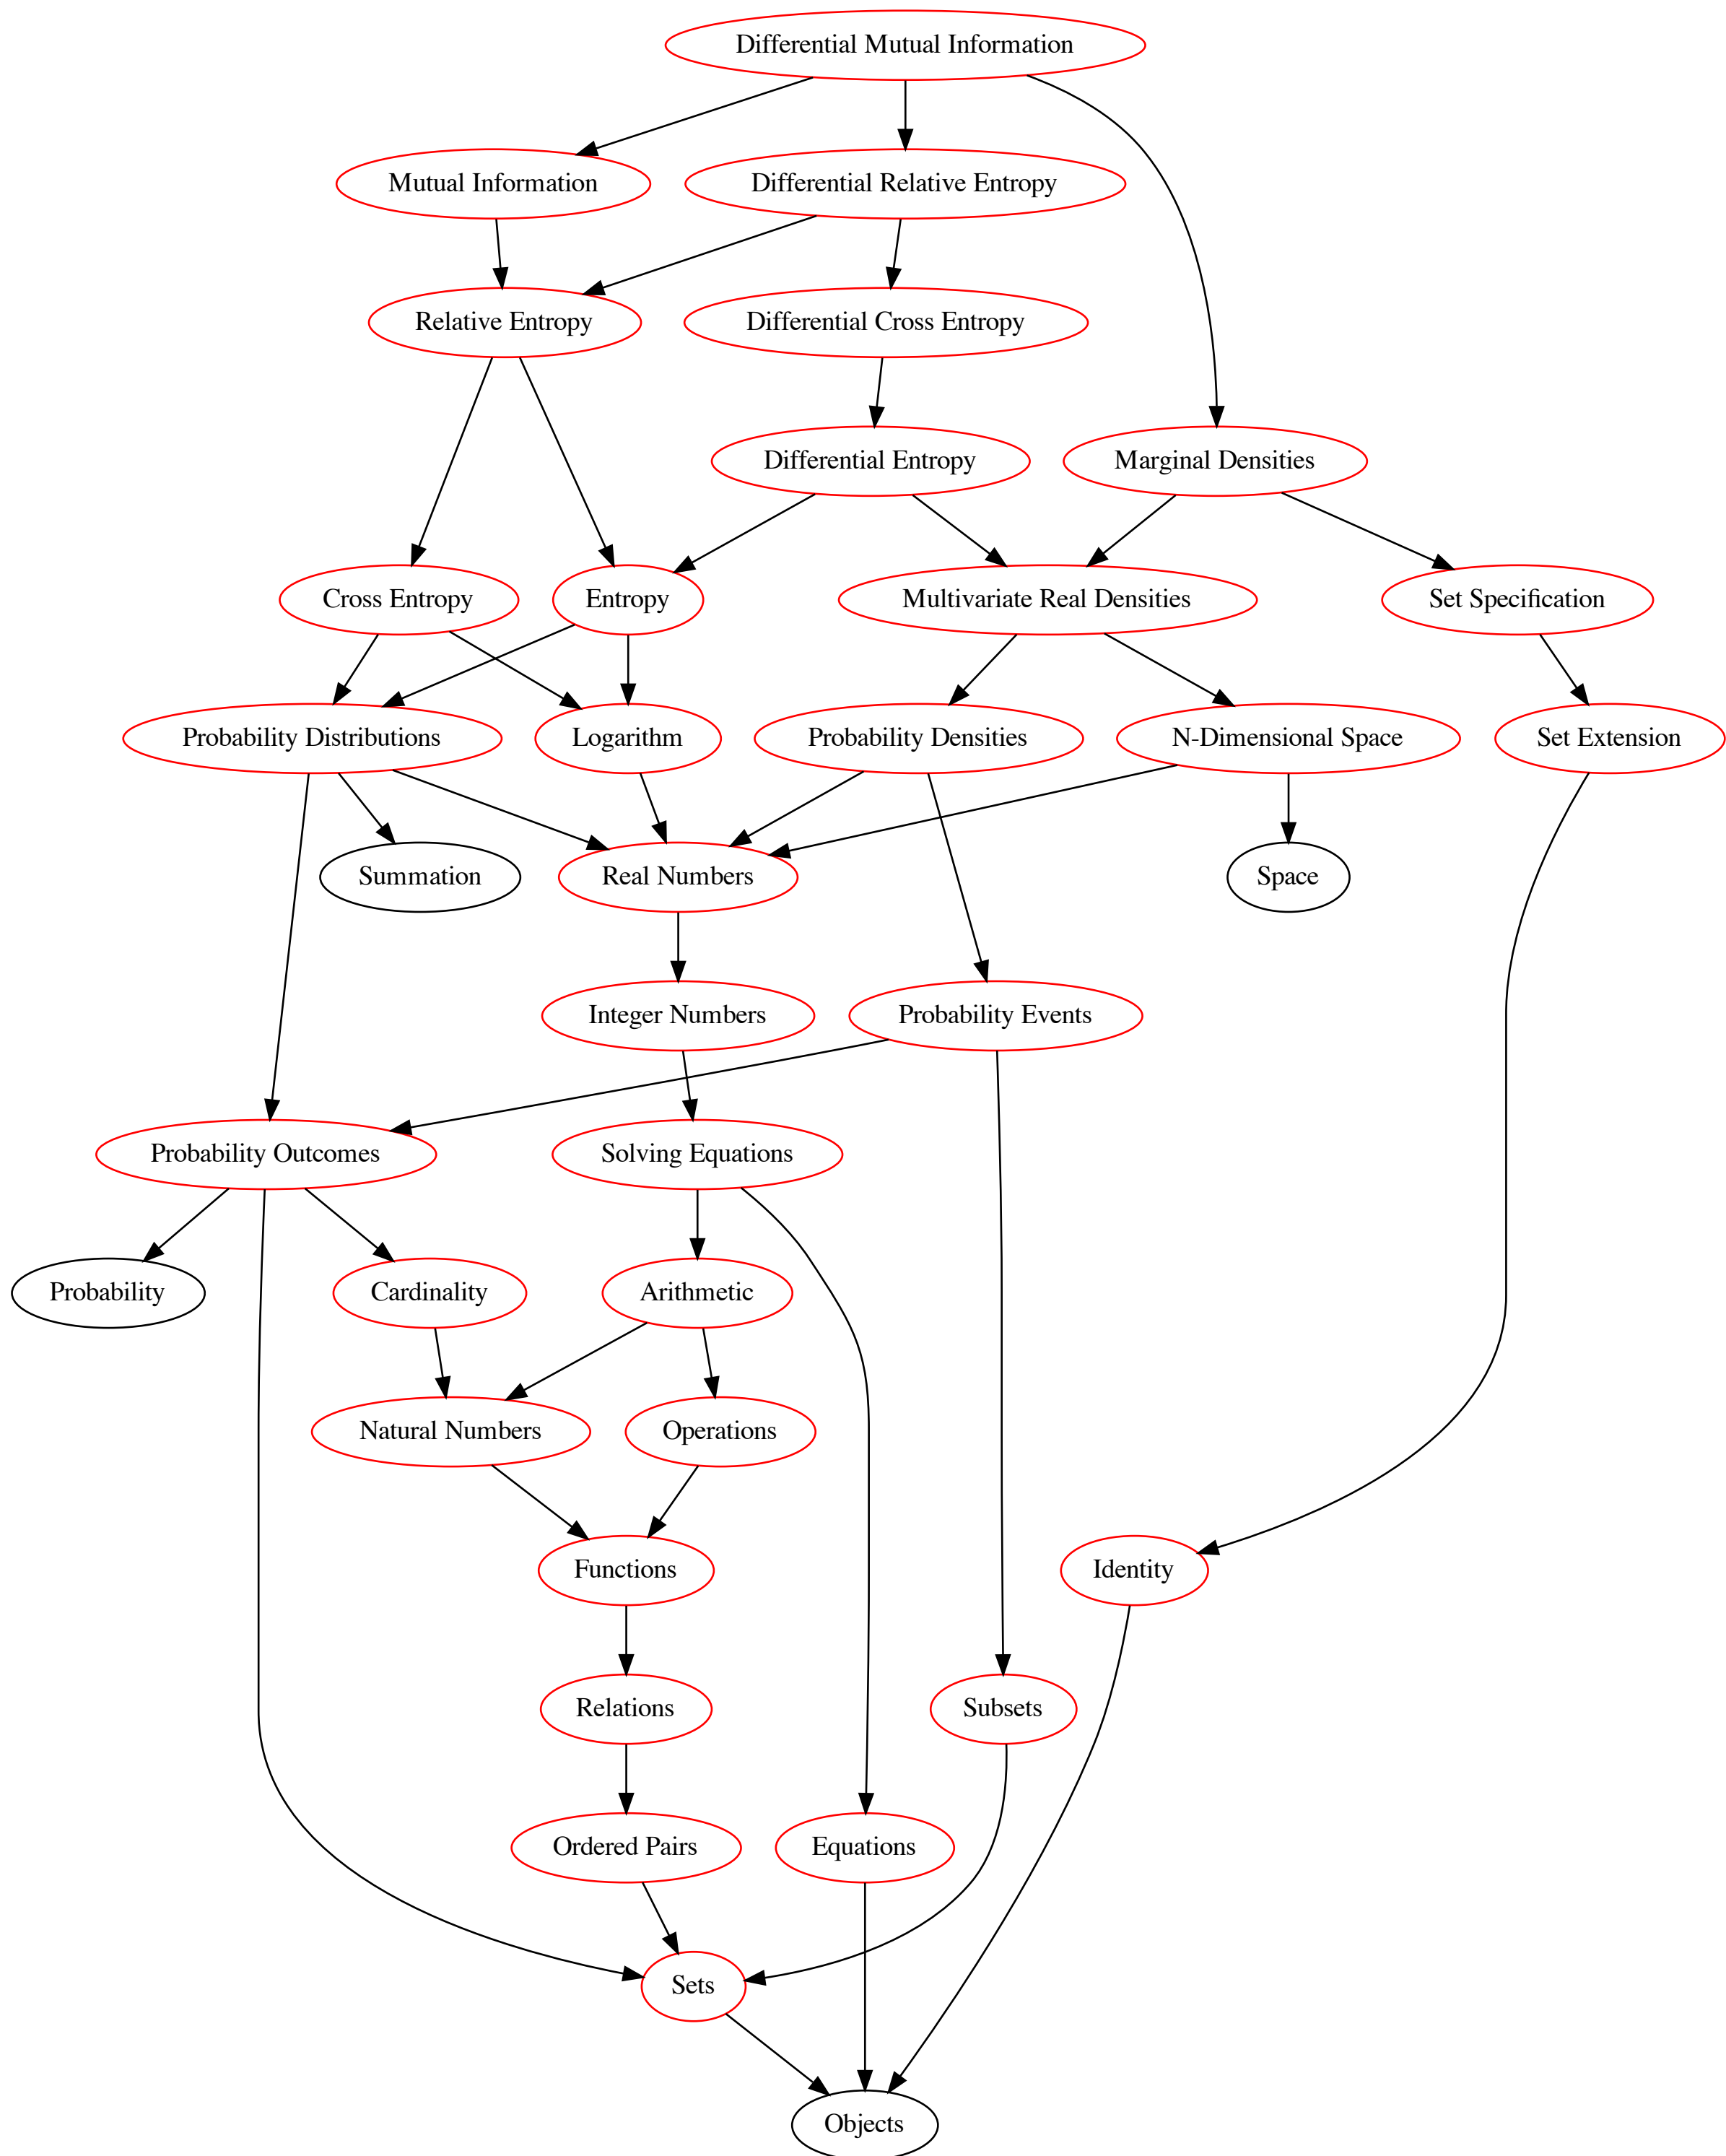 Differential Mutual Information
Mutual Information
Differential Relative Entropy
Relative Entropy
Differential Cross Entropy
Differential Entropy
Marginal Densities
Cross Entropy
Entropy
Multivariate Real Densities
Set Specification
Probability Distributions
Logarithm
Probability Densities
N-Dimensional Space
Set Extension
Summation
Real Numbers
Space
Integer Numbers
Probability Events
Probability Outcomes
Solving Equations
Probability
Cardinality
Arithmetic
Natural Numbers
Operations
Functions
Identity
Relations
Subsets
Ordered Pairs
Equations
Sets
Objects